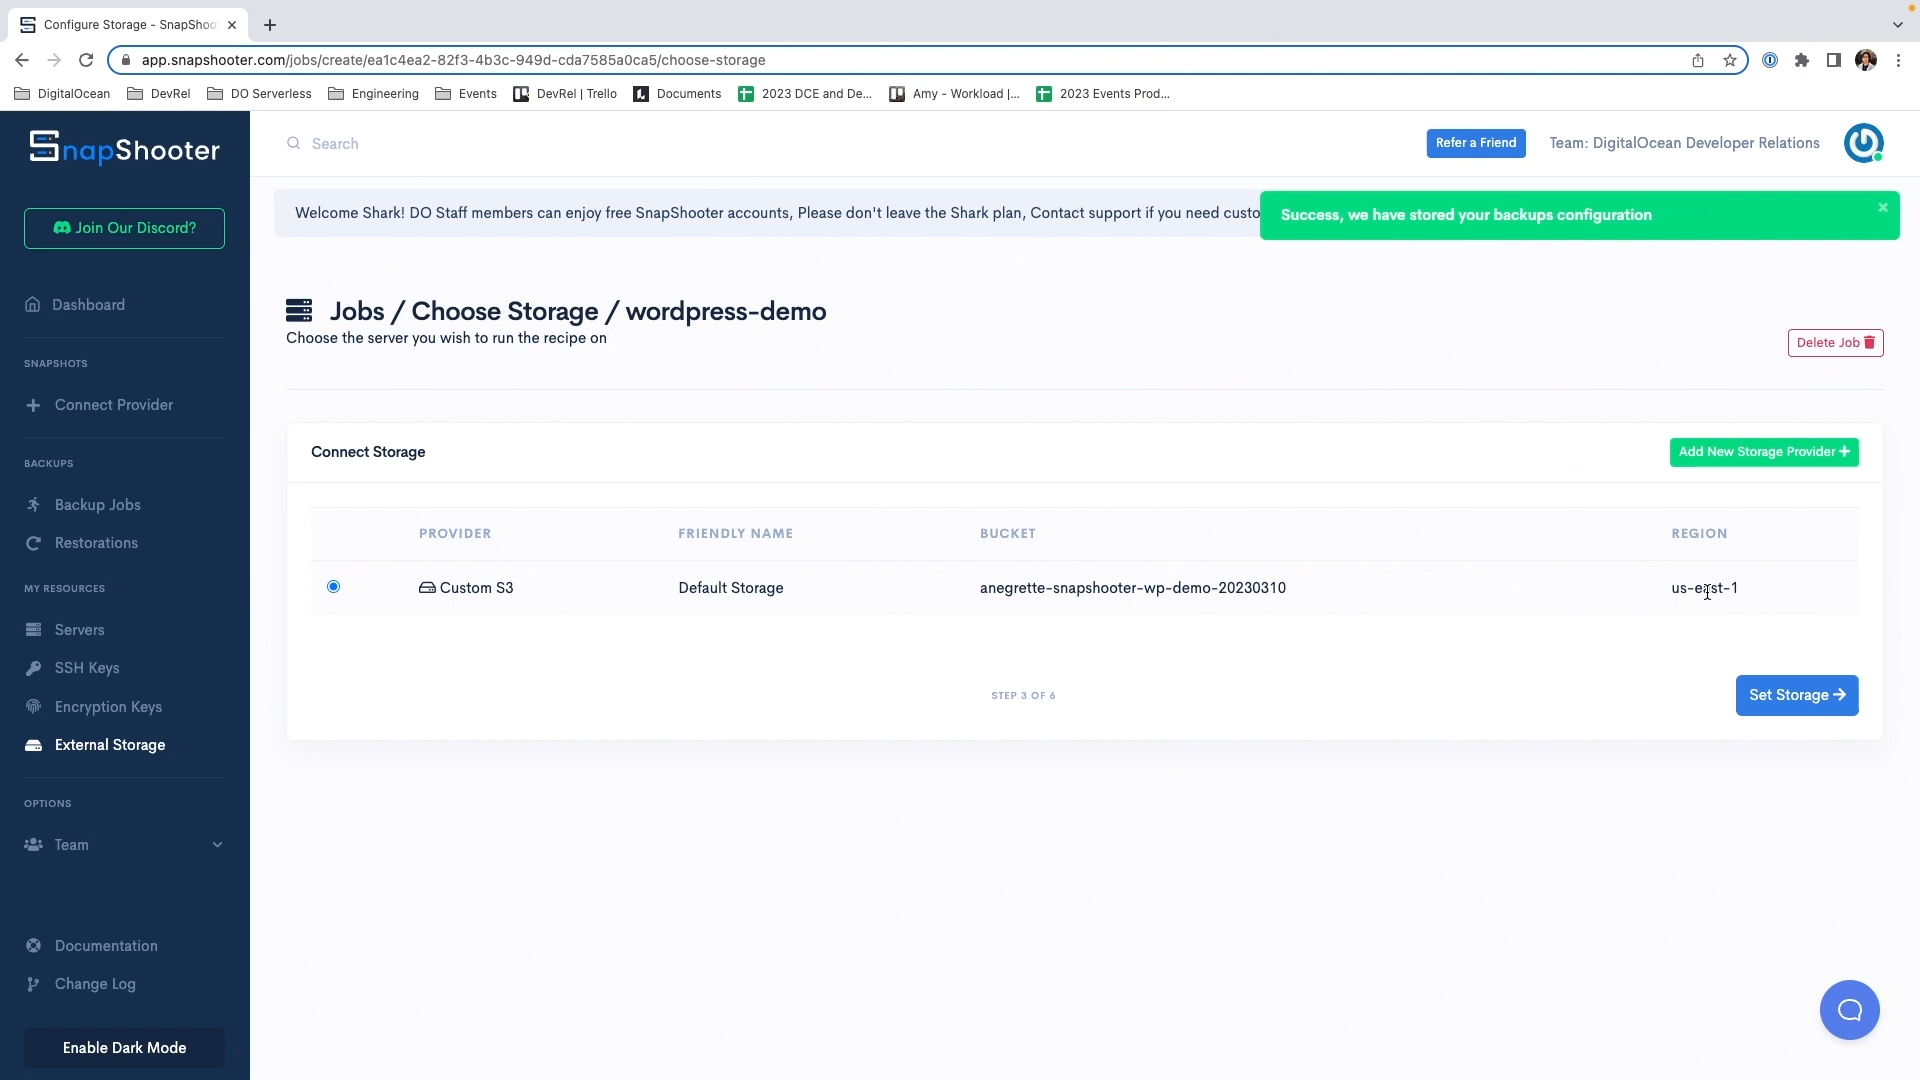 Configure Storage - SnapShoo
app.snapshooter.com/jobs/create/ea1c4ea2-82f3-4b3c-949d-cda7585a0ca5/choose-storage
DigitalOcean
DevRel
DO Serverless
Engineering
Events
DevRel | Trello
Documents
2023 DCE and De...
Amy - Workload |...
2023 Events Prod...
SnapShooter
Search
Refer a Friend
Team: DigitalOcean Developer Relations
Join Our Discord?
Welcome Shark! DO Staff members can enjoy free SnapShooter accounts, Please don't leave the Shark plan, Contact support if you need custo
Success, we have stored your backups configuration
Dashboard
SNAPSHOTS
Connect Provider
BACKUPS
Backup Jobs
Restorations
MY RESOURCES
Servers
SSH Keys
Encryption Keys
External Storage
OPTIONS
Team
Documentation
Change Log
Enable Dark Mode
Jobs / Choose Storage / wordpress-demo
Choose the server you wish to run the recipe on
Delete Job
Connect Storage
Add New Storage Provider +
PROVIDER FRIENDLY NAME BUCKET REGION
Custom S3 Default Storage anegrette-snapshooter-wp-demo-20230310 us-east-1
STEP 3 OF 6
Set Storage →